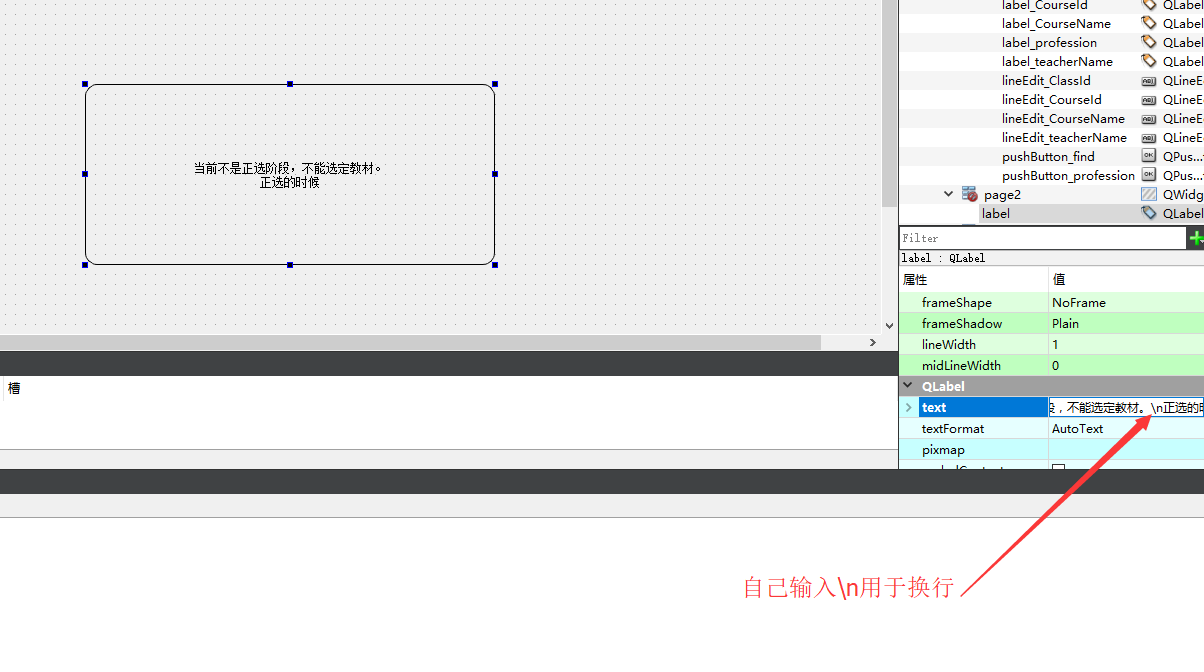 label_CourseId QLabel
label_CourseName QLabel
label_profession QLabel
label_teacherName QLabel
lineEdit_ClassId QLineE
lineEdit_CourseId QLineE
lineEdit_CourseName QLineE
lineEdit_teacherName QLineE
pushButton_find QPus...
pushButton_profession QPus...
page2 QWidg
label QLabel
当前不是正选阶段，不能选定教材。
正选的时候
Filter
label : QLabel
属性 值
frameShape NoFrame
frameShadow Plain
lineWidth 1
midLineWidth 0
QLabel
text ，不能选定教材。\n正选的
textFormat AutoText
pixmap
槽
自己输入\n用于换行